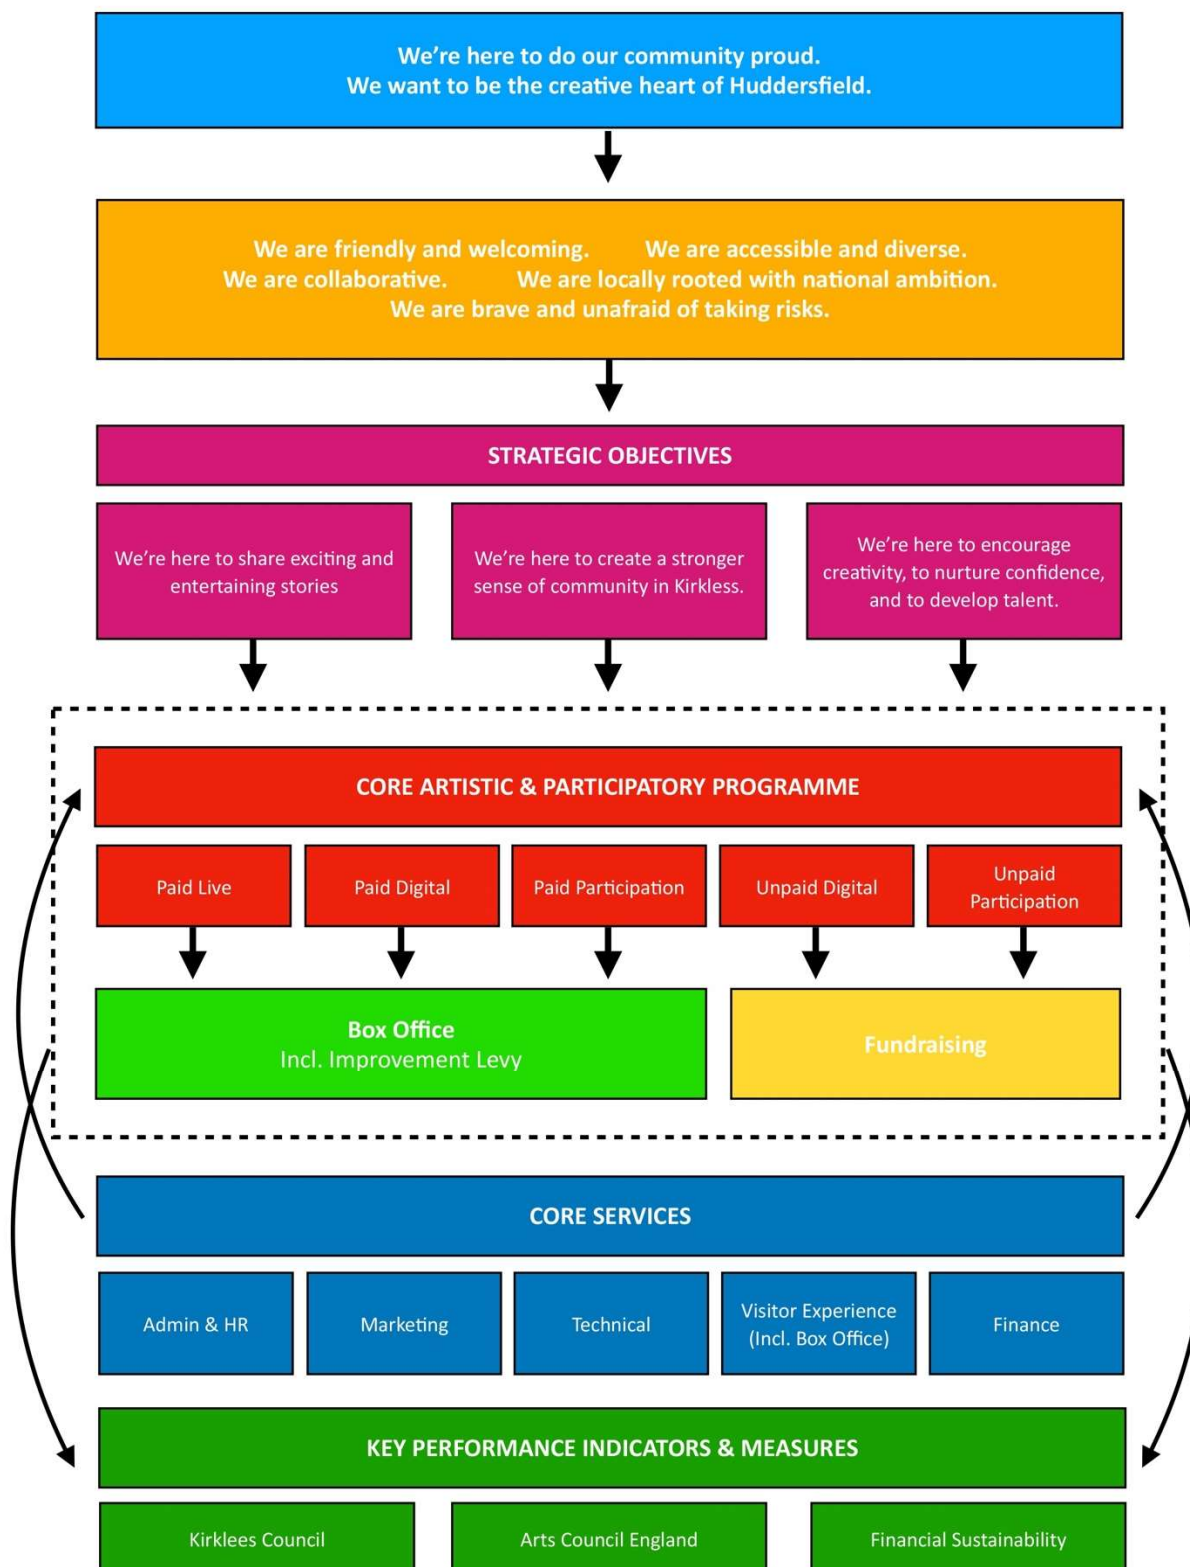 We're here to do our community proud.
We want to be the creative heart of Huddersfield.
We are friendly and welcoming. We are accessible and diverse.
We are collaborative. We are locally rooted with national ambition.
We are brave and unafraid of taking risks.
STRATEGIC OBJECTIVES
We're here to share exciting and
entertaining stories
We're here to create a stronger
sense of community in Kirkless.
We're here to encourage
creativity, to nurture confidence,
and to develop talent.
CORE ARTISTIC & PARTICIPATORY PROGRAMME
Paid Live
Paid Digital
Paid Participation
Unpaid Digital
Unpaid
Participation
Box Office
Incl. Improvement Levy
Fundraising
CORE SERVICES
Admin & HR
Marketing
Technical
Visitor Experience
(Incl. Box Office)
Finance
KEY PERFORMANCE INDICATORS & MEASURES
Kirklees Council
Arts Council England
Financial Sustainability